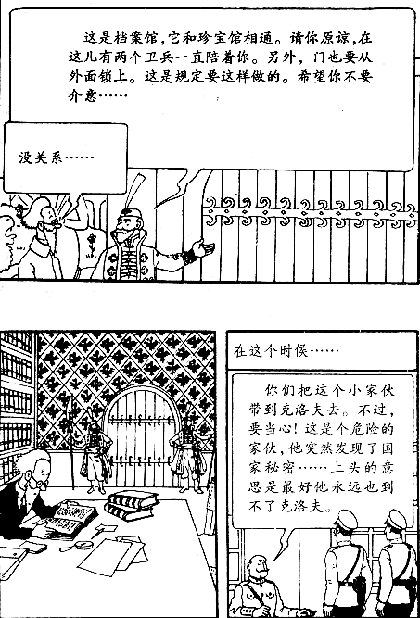 这是档案馆，它和珍宝馆相通。请你原谅，在
这儿有两个卫兵一直陪着你。另外，门也要从
外面锁上。这是规定要这样做的。希望你不要
介意……
没关系……
在这个时候……
你们把这个小家伙
带到克洛夫去。不过，
要当心！这是个危险的
家伙，他突然发现了国
家秘密……上头的意
思是最好他永远也到
不了克洛夫。